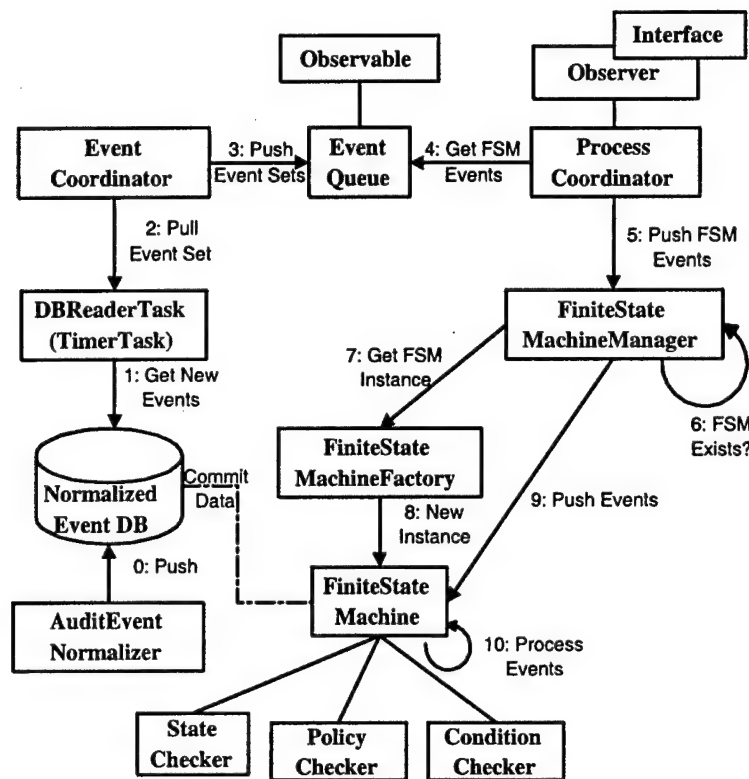 Interface
Observable
Observer
Event
Coordinator
3: Push
Event Sets
Event
Queue
4: Get FSM
Events
Process
Coordinator
2: Pull
Event Set
5: Push FSM
Events
DBReaderTask
(TimerTask)
FiniteState
MachineManager
1: Get New
Events
7: Get FSM
Instance
6: FSM
Exists?
FiniteState
MachineFactory
Normalized
Event DB
Commit
Data
8: New
Instance
9: Push Events
0: Push
FiniteState
Machine
AuditEvent
Normalizer
10: Process
Events
State
Checker
Policy
Checker
Condition
Checker